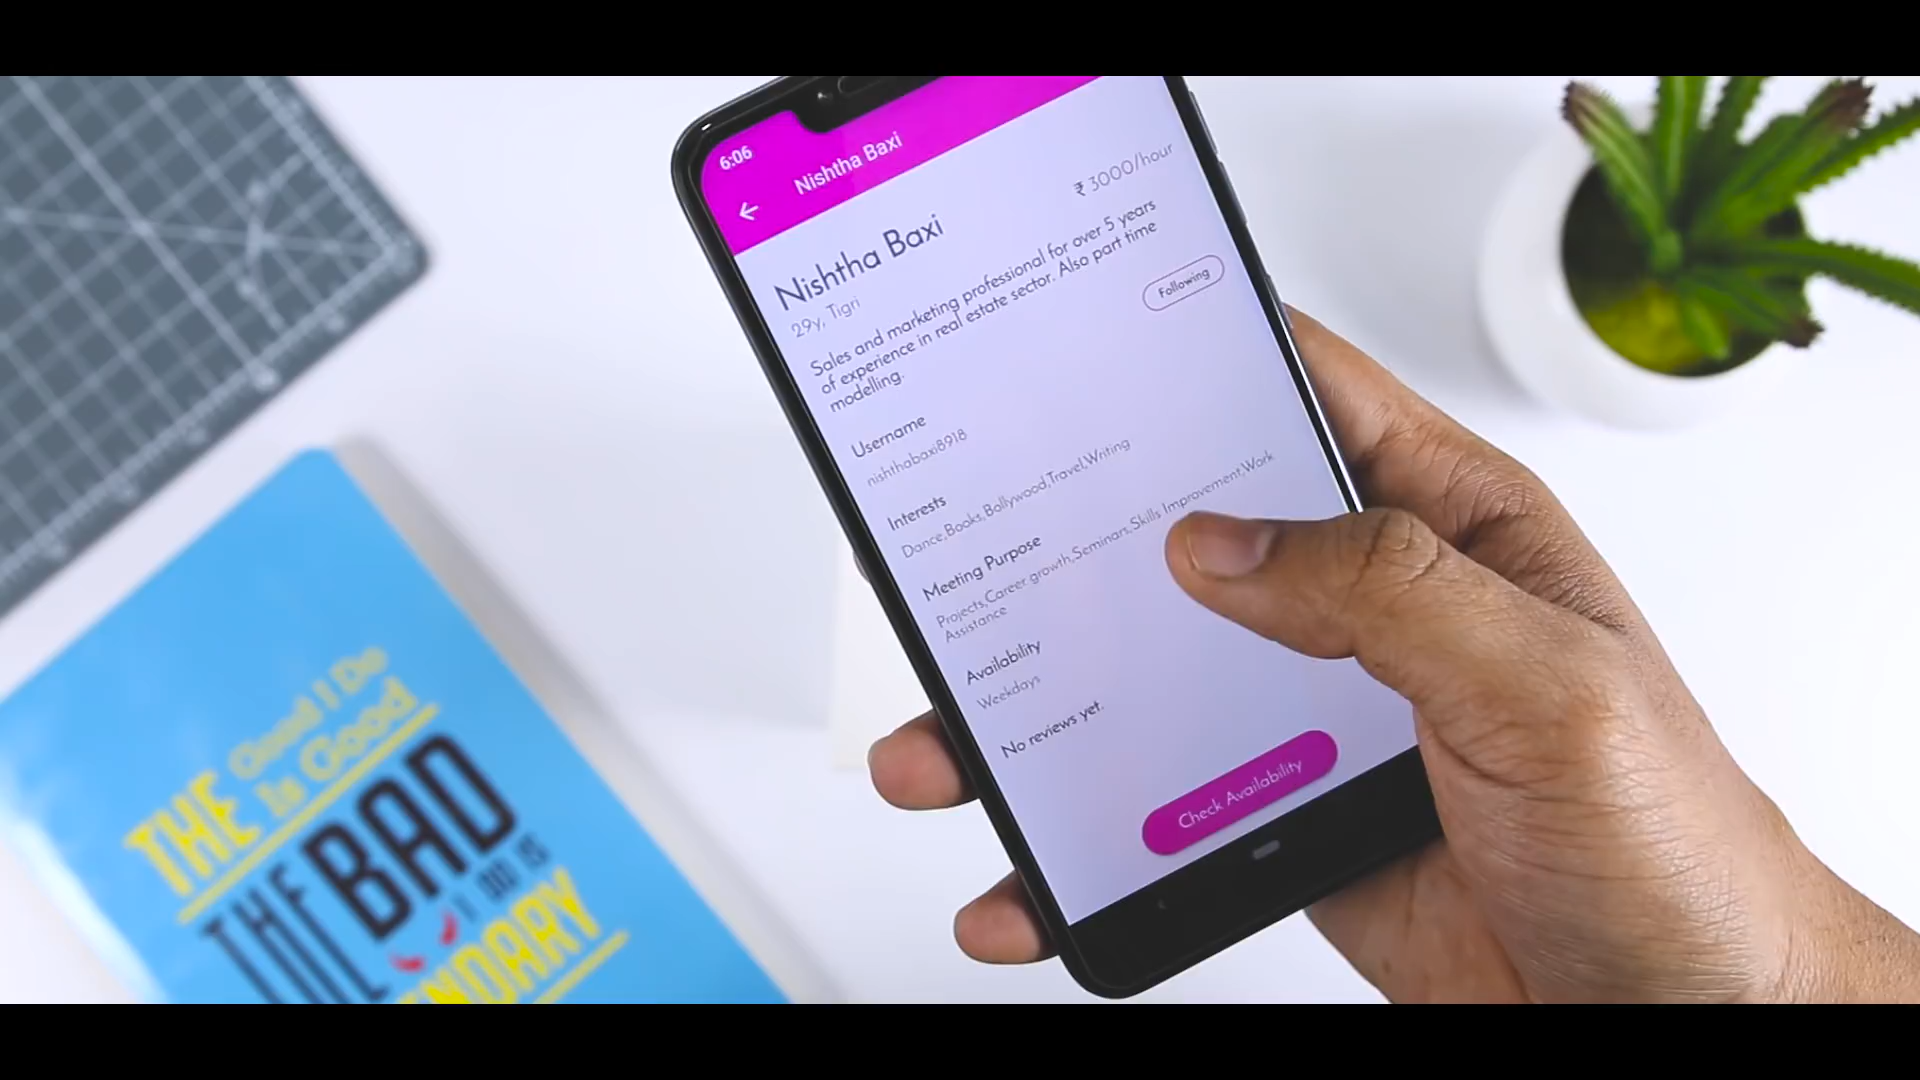 6:06
Nishtha Baxi
Nishtha Baxi
₹ 3000/hour
29y, Tigri
Sales and marketing professional for over 5 years
of experience in real estate sector. Also part time
modelling.
Following
Username
nishthabaxi8918
Interests
Dance,Books,Bollywood,Travel,Writing
Meeting Purpose
Projects,Career growth,Seminars,Skills Improvement,Work
Assistance
Availability
Weekdays
No reviews yet.
Check Availability
THE Good I Do
Is Good
THE BAD
I DO IS